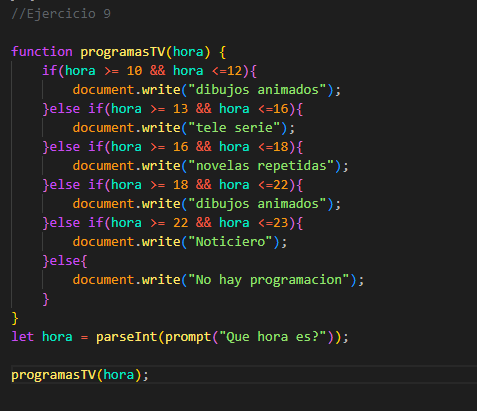 //Ejercicio 9
function programasTV(hora) {
    if(hora >= 10 && hora <=12){
        document.write("dibujos animados");
    }else if(hora >= 13 && hora <=16){
        document.write("tele serie");
    }else if(hora >= 16 && hora <=18){
        document.write("novelas repetidas");
    }else if(hora >= 18 && hora <=22){
        document.write("dibujos animados");
    }else if(hora >= 22 && hora <=23){
        document.write("Noticiero");
    }else{
        document.write("No hay programacion");
    }
}
let hora = parseInt(prompt("Que hora es?"));
programasTV(hora);